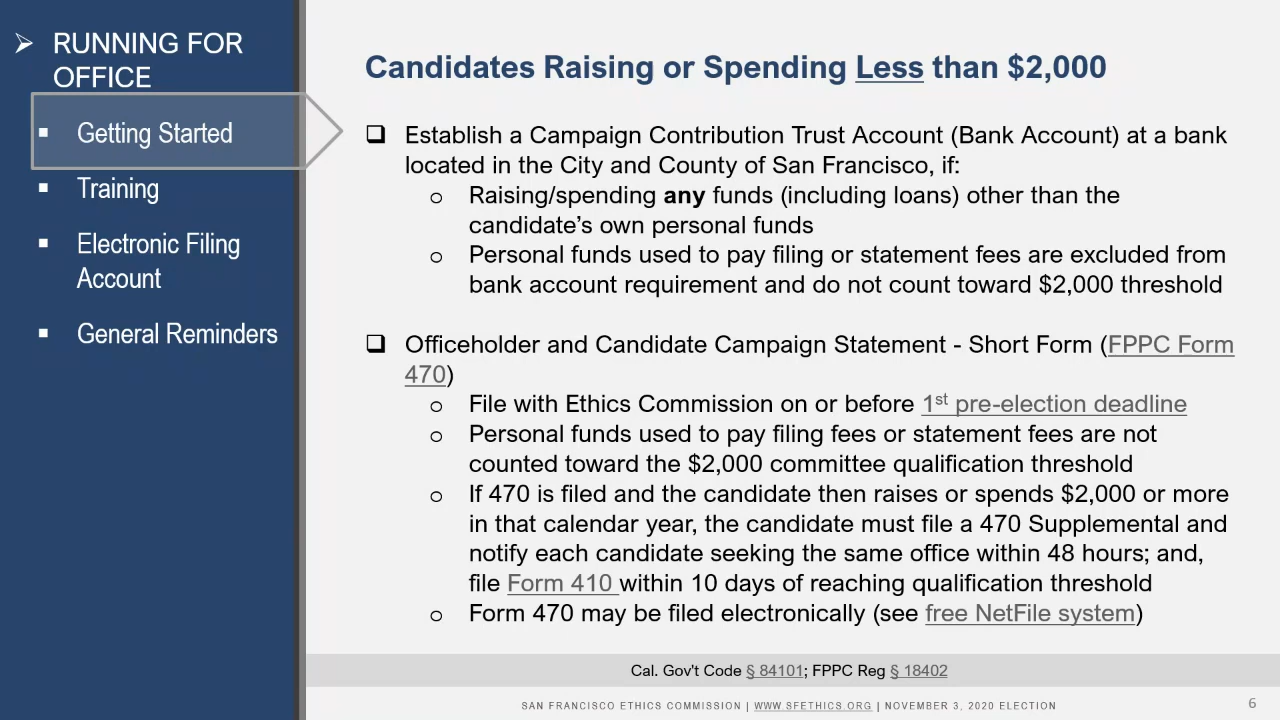 RUNNING FOR
OFFICE
Getting Started
Training
Electronic Filing
Account
General Reminders
Candidates Raising or Spending Less than $2,000
Establish a Campaign Contribution Trust Account (Bank Account) at a bank
located in the City and County of San Francisco, if:
Raising/spending any funds (including loans) other than the
candidate’s own personal funds
Personal funds used to pay filing or statement fees are excluded from
bank account requirement and do not count toward $2,000 threshold
Officeholder and Candidate Campaign Statement - Short Form (FPPC Form
470)
File with Ethics Commission on or before 1st pre-election deadline
Personal funds used to pay filing fees or statement fees are not
counted toward the $2,000 committee qualification threshold
If 470 is filed and the candidate then raises or spends $2,000 or more
in that calendar year, the candidate must file a 470 Supplemental and
notify each candidate seeking the same office within 48 hours; and,
file Form 410 within 10 days of reaching qualification threshold
Form 470 may be filed electronically (see free NetFile system)
Cal. Gov't Code § 84101; FPPC Reg § 18402
SAN FRANCISCO ETHICS COMMISSION | WWW.SFETHICS.ORG | NOVEMBER 3, 2020 ELECTION
6